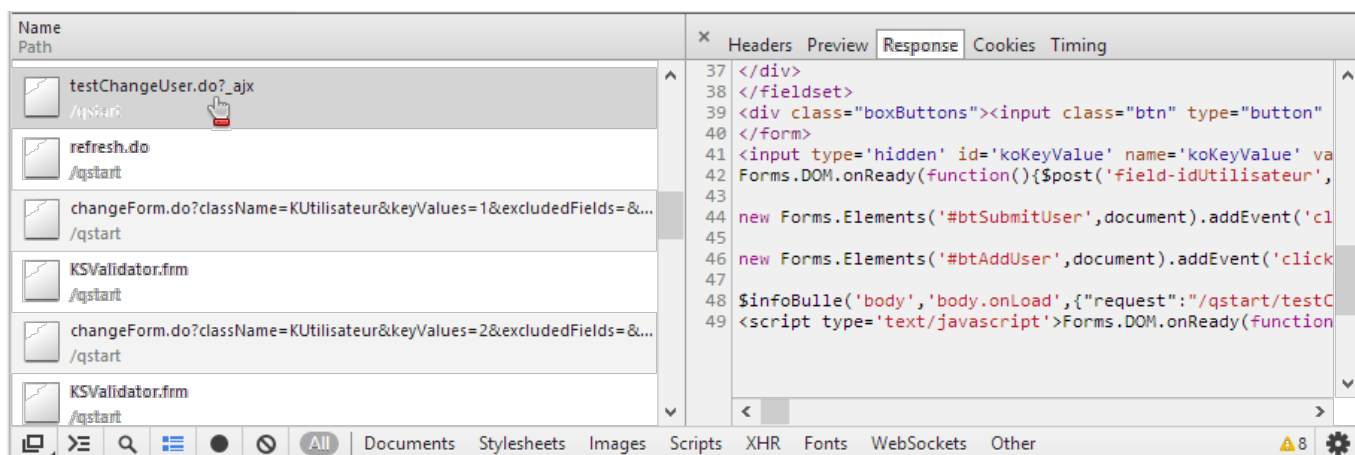 Name
Path
testChangeUser.do?_ajx
/qstart
refresh.do
/qstart
changeForm.do?className=KUtilisateur&keyValues=1&excludedFields=&...
/qstart
KSValidator.frm
/qstart
changeForm.do?className=KUtilisateur&keyValues=2&excludedFields=&...
/qstart
KSValidator.frm
/qstart
× Headers Preview Response Cookies Timing
37 </div>
38 </fieldset>
39 <div class="boxButtons"><input class="btn" type="button"
40 </form>
41 <input type='hidden' id='koKeyValue' name='koKeyValue' va
42 Forms.DOM.onReady(function(){$post('field-idUtilisateur',
43
44 new Forms.Elements('#btSubmitUser',document).addEvent('cl
45
46 new Forms.Elements('#btAddUser',document).addEvent('click
47
48 $infoBulle('body','body.onLoad',{"request":"/qstart/testC
49 <script type='text/javascript'>Forms.DOM.onReady(function
All Documents Stylesheets Images Scripts XHR Fonts WebSockets Other 8